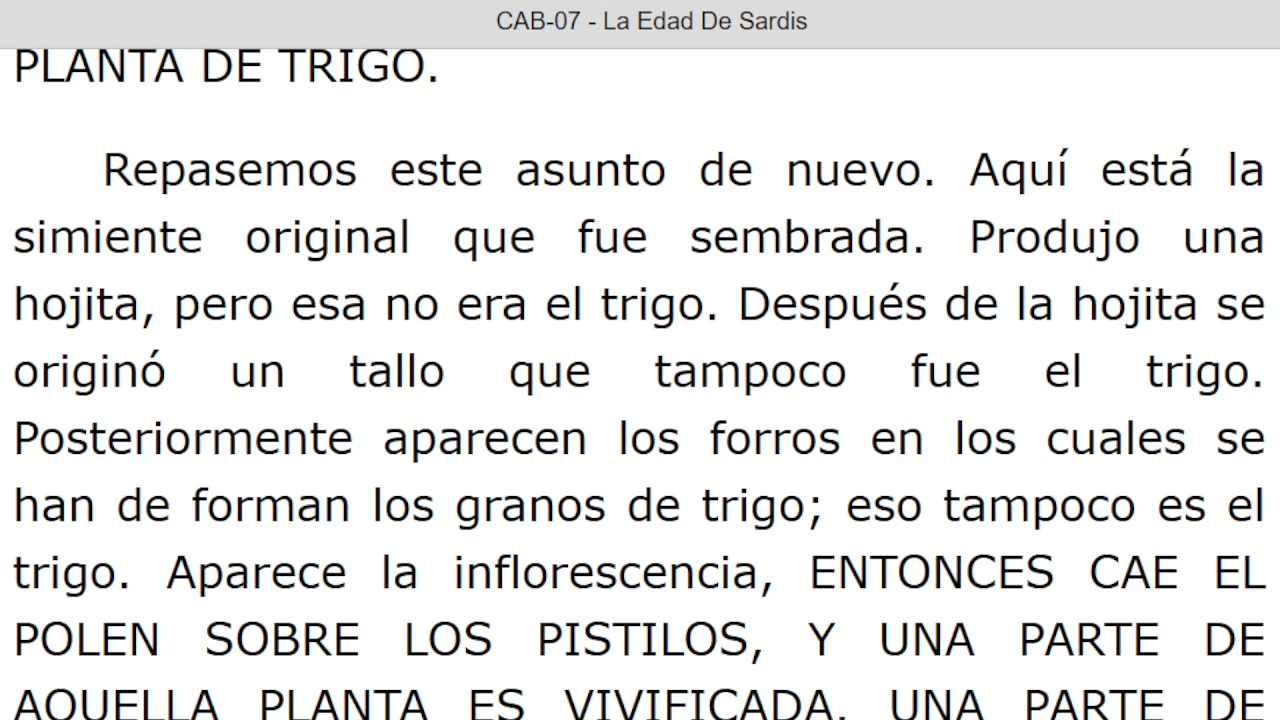 CAB-07 - La Edad De Sardis
PLANTA DE TRIGO.
Repasemos este asunto de nuevo. Aquí está la
simiente original que fue sembrada. Produjo una
hojita, pero esa no era el trigo. Después de la hojita se
originó un tallo que tampoco fue el trigo.
Posteriormente aparecen los forros en los cuales se
han de forman los granos de trigo; eso tampoco es el
trigo. Aparece la inflorescencia, ENTONCES CAE EL
POLEN SOBRE LOS PISTILOS, Y UNA PARTE DE
AQUELLA PLANTA ES VIVIFICADA. UNA PARTE DE